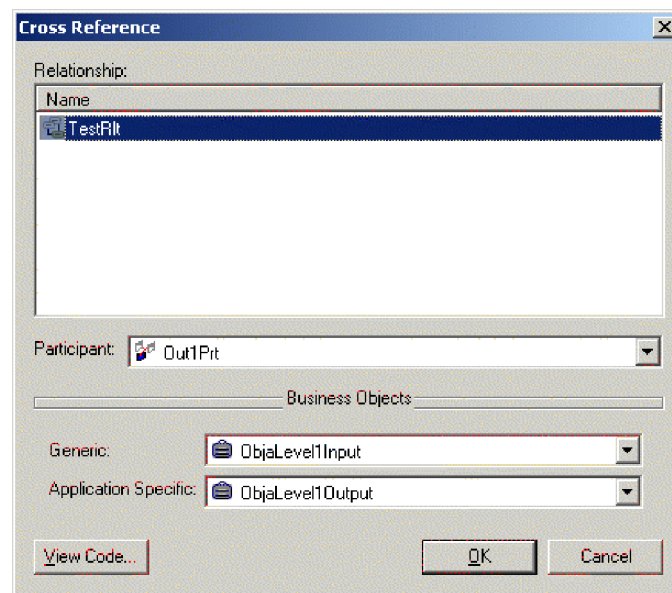 Cross Reference
Relationship:
Name
TestRlt
Participant: Out1Prt
Business Objects
Generic: ObjaLevel1Input
Application Specific: ObjaLevel1Output
View Code... OK Cancel